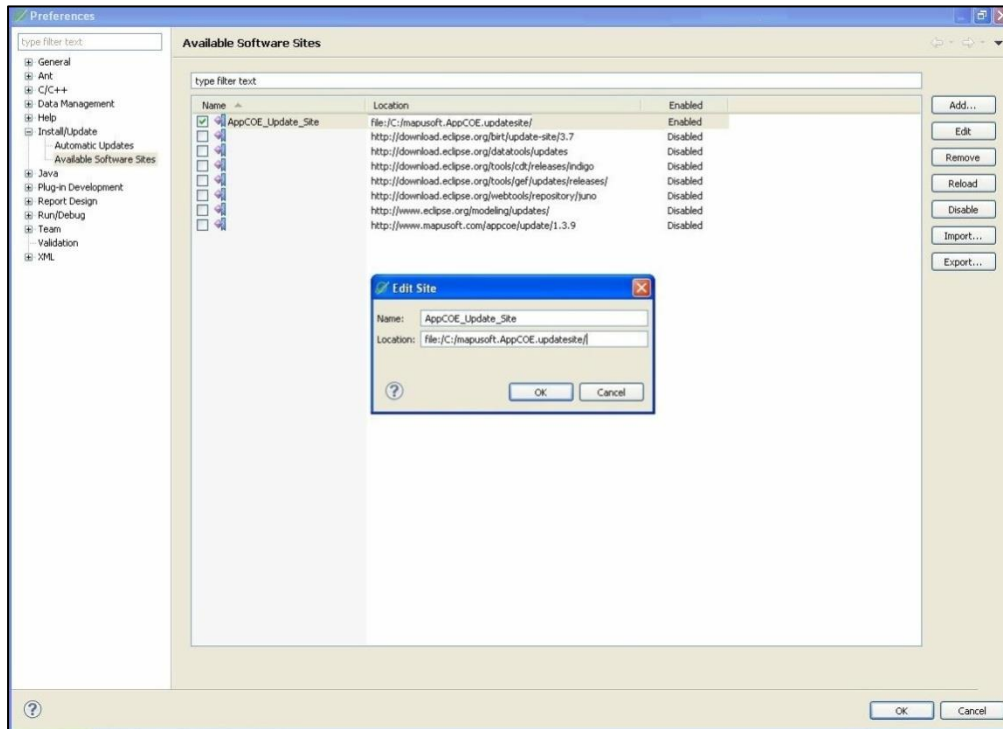 Preferences
type filter text
General
Ant
C/C++
Data Management
Help
Install/Update
Automatic Updates
Available Software Sites
Java
Plug-in Development
Report Design
Run/Debug
Team
Validation
XML
Available Software Sites
type filter text
Name Location Enabled
AppCOE_Update_Site file:/C:/mapusoft.AppCOE.updatesite/ Enabled
http://download.eclipse.org/birt/update-site/3.7 Disabled
http://download.eclipse.org/datatools/updates Disabled
http://download.eclipse.org/tools/cdt/releases/indigo Disabled
http://download.eclipse.org/tools/gef/updates/releases/ Disabled
http://download.eclipse.org/webtools/repository/juno Disabled
http://www.eclipse.org/modeling/updates/ Disabled
http://www.mapusoft.com/appcoe/update/1.3.9 Disabled
Add...
Edit
Remove
Reload
Disable
Import...
Export...
Edit Site
Name: AppCOE_Update_Site
Location: file:/C:/mapusoft.AppCOE.updatesite/
OK Cancel
OK Cancel